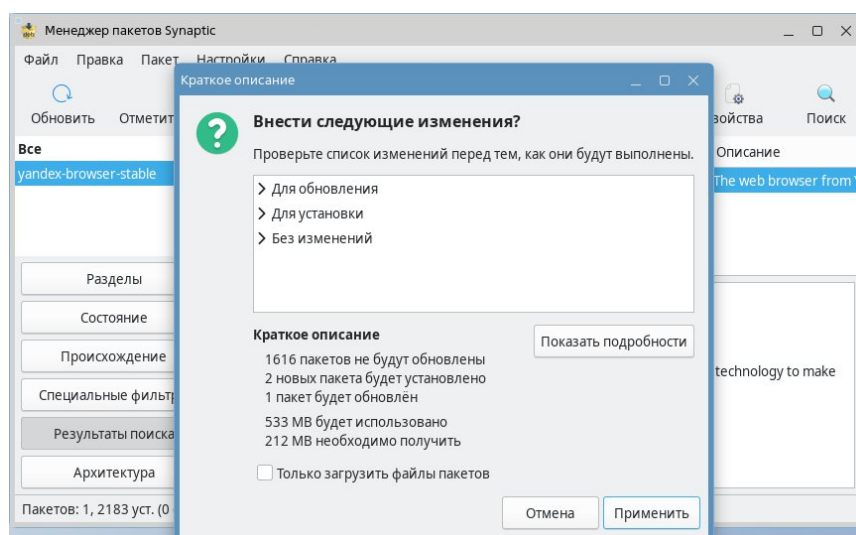 Менеджер пакетов Synaptic
Файл Правка Пакет Настройки Справка
Краткое описание
Обновить
Отметит
Поиск
Внести следующие изменения?
Проверьте список изменений перед тем, как они будут выполнены.
Все
Описание
yandex-browser-stable
The web browser from
Для обновления
Для установки
Без изменений
Разделы
Состояние
Происхождение
Специальные фильт
Результаты поиска
Архитектура
Краткое описание
Показать подробности
1616 пакетов не будут обновлены
2 новых пакета будет установлено
1 пакет будет обновлён
533 MB будет использовано
212 MB необходимо получить
technology to make
Только загрузить файлы пакетов
Отмена
Применить
Пакетов: 1, 2183 уст. (0